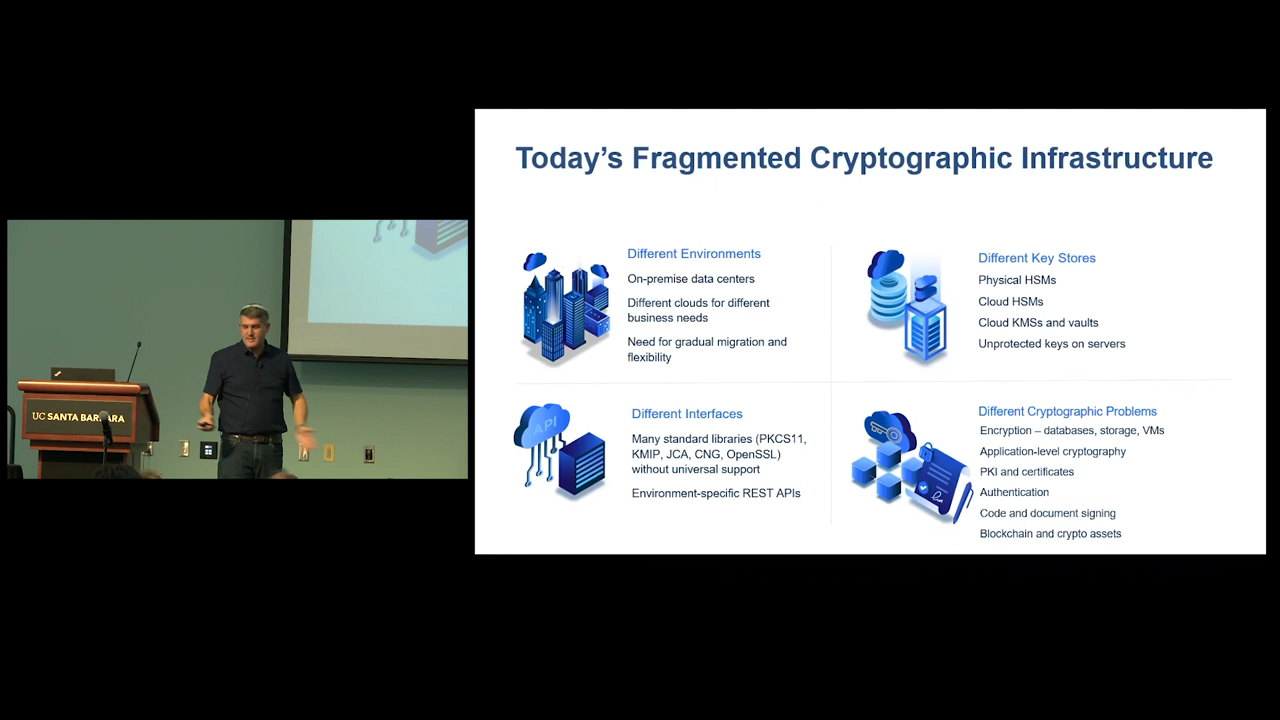 Today's Fragmented Cryptographic Infrastructure
Different Environments
On-premise data centers
Different clouds for different
business needs
Need for gradual migration and
flexibility
Different Key Stores
Physical HSMs
Cloud HSMs
Cloud KMSs and vaults
Unprotected keys on servers
API
Different Interfaces
Many standard libraries (PKCS11,
KMIP, JCA, CNG, OpenSSL)
without universal support
Environment-specific REST APIs
Different Cryptographic Problems
Encryption – databases, storage, VMs
Application-level cryptography
PKI and certificates
Authentication
Code and document signing
Blockchain and crypto assets
UC SANTA BARBARA